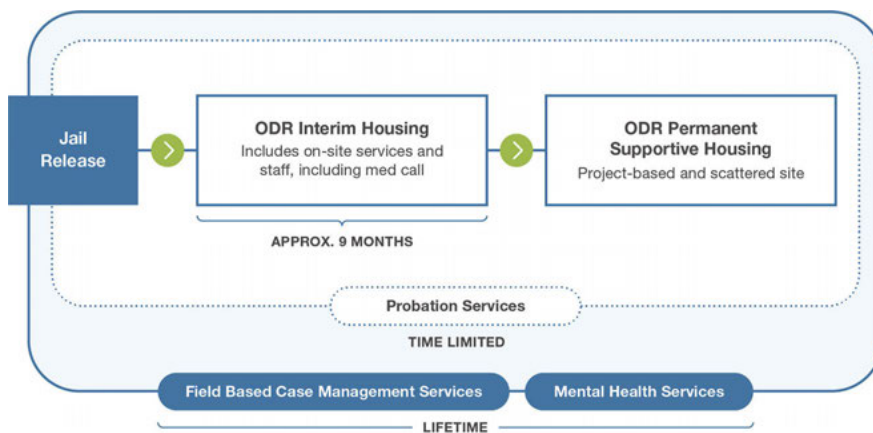 Jail
Release
ODR Interim Housing
Includes on-site services and
staff, including med call
ODR Permanent
Supportive Housing
Project-based and scattered site
APPROX. 9 MONTHS
Probation Services
TIME LIMITED
Field Based Case Management Services
Mental Health Services
LIFETIME